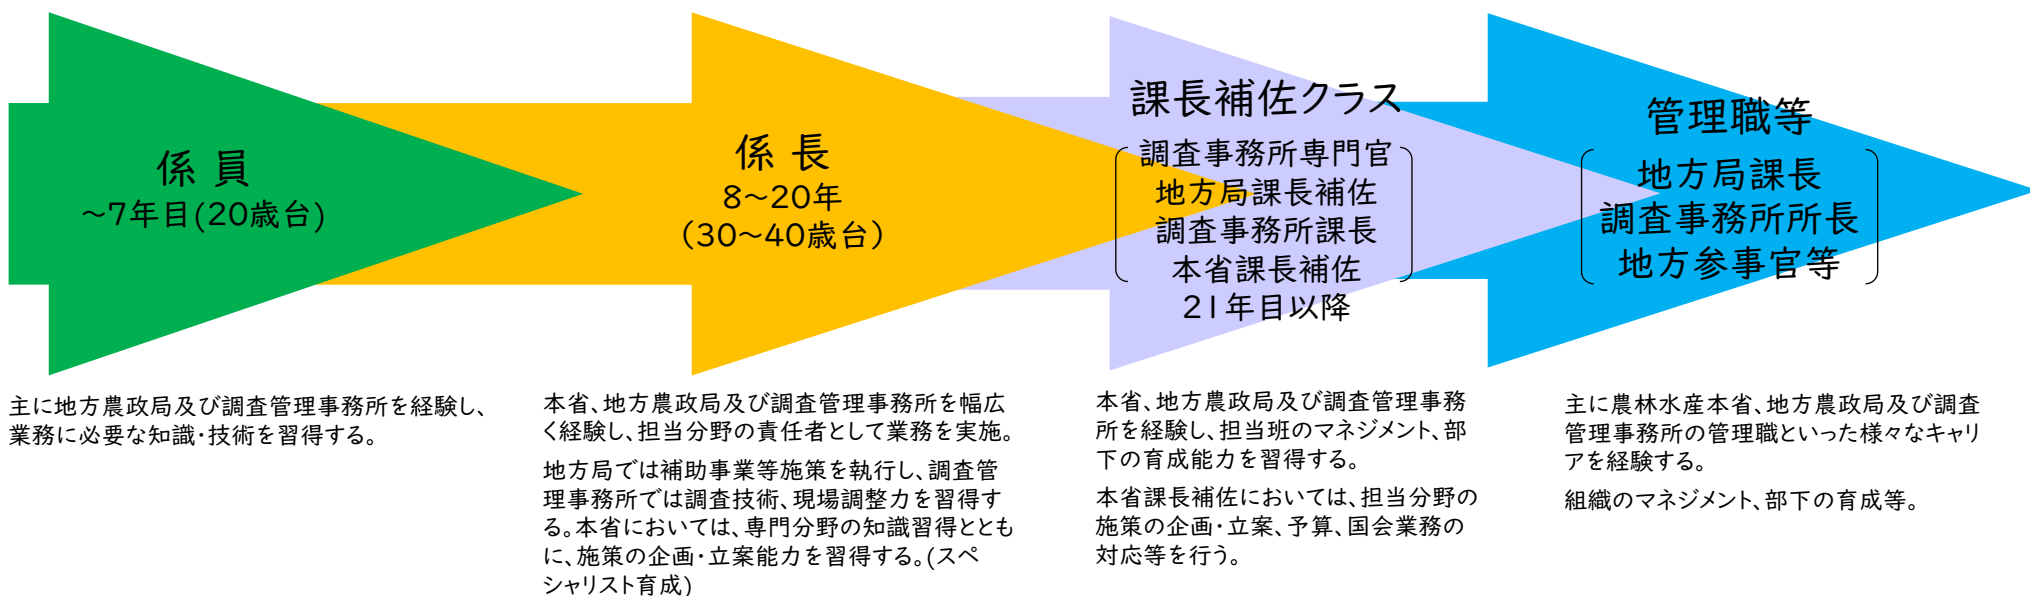 係 員
～7年目(20歳台)
係 長
8～20年
（30～40歳台）
課長補佐クラス
調査事務所専門官
地方局課長補佐
調査事務所課長
本省課長補佐
21年目以降
管理職等
地方局課長
調査事務所所長
地方参事官等
主に地方農政局及び調査管理事務所を経験し、
業務に必要な知識・技術を習得する。
本省、地方農政局及び調査管理事務所を幅広
く経験し、担当分野の責任者として業務を実施。
地方局では補助事業等施策を執行し、調査管
理事務所では調査技術、現場調整力を習得す
る。本省においては、専門分野の知識習得ととも
に、施策の企画・立案能力を習得する。(スペ
シャリスト育成)
本省、地方農政局及び調査管理事務
所を経験し、担当班のマネジメント、部
下の育成能力を習得する。
本省課長補佐においては、担当分野の
施策の企画・立案、予算、国会業務の
対応等を行う。
主に農林水産本省、地方農政局及び調査
管理事務所の管理職といった様々なキャリ
アを経験する。
組織のマネジメント、部下の育成等。